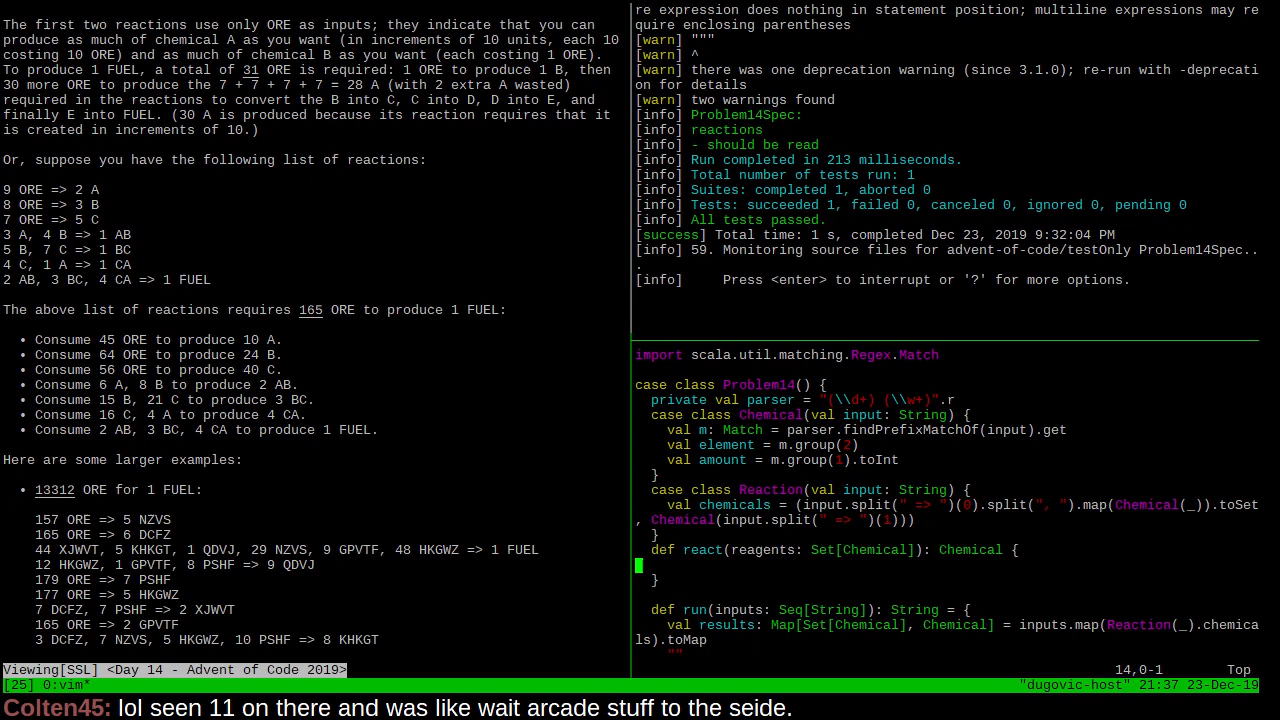 The first two reactions use only ORE as inputs; they indicate that you can
produce as much of chemical A as you want (in increments of 10 units, each 10
costing 10 ORE) and as much of chemical B as you want (each costing 1 ORE).
To produce 1 FUEL, a total of 31 ORE is required: 1 ORE to produce 1 B, then
30 more ORE to produce the 7 + 7 + 7 + 7 = 28 A (with 2 extra A wasted)
required in the reactions to convert the B into C, C into D, D into E, and
finally E into FUEL. (30 A is produced because its reaction requires that it
is created in increments of 10.)
Or, suppose you have the following list of reactions:
9 ORE => 2 A
8 ORE => 3 B
7 ORE => 5 C
3 A, 4 B => 1 AB
5 B, 7 C => 1 BC
4 C, 1 A => 1 CA
2 AB, 3 BC, 4 CA => 1 FUEL
The above list of reactions requires 165 ORE to produce 1 FUEL:
• Consume 45 ORE to produce 10 A.
• Consume 64 ORE to produce 24 B.
• Consume 56 ORE to produce 40 C.
• Consume 6 A, 8 B to produce 2 AB.
• Consume 15 B, 21 C to produce 3 BC.
• Consume 16 C, 4 A to produce 4 CA.
• Consume 2 AB, 3 BC, 4 CA to produce 1 FUEL.
Here are some larger examples:
• 13312 ORE for 1 FUEL:
157 ORE => 5 NZVS
165 ORE => 6 DCFZ
44 XJWVT, 5 KHKGT, 1 QDVJ, 29 NZVS, 9 GPVTF, 48 HKGWZ => 1 FUEL
12 HKGWZ, 1 GPVTF, 8 PSHF => 9 QDVJ
179 ORE => 7 PSHF
177 ORE => 5 HKGWZ
7 DCFZ, 7 PSHF => 2 XJWVT
165 ORE => 2 GPVTF
3 DCFZ, 7 NZVS, 5 HKGWZ, 10 PSHF => 8 KHKGT
Viewing[SSL] <Day 14 - Advent of Code 2019>
re expression does nothing in statement position; multiline expressions may re
quire enclosing parentheses
[warn] """
[warn] ^
[warn] there was one deprecation warning (since 3.1.0); re-run with -deprecati
on for details
[warn] two warnings found
[info] Problem14Spec:
[info] reactions
[info] - should be read
[info] Run completed in 213 milliseconds.
[info] Total number of tests run: 1
[info] Suites: completed 1, aborted 0
[info] Tests: succeeded 1, failed 0, canceled 0, ignored 0, pending 0
[info] All tests passed.
[success] Total time: 1 s, completed Dec 23, 2019 9:32:04 PM
[info] 59. Monitoring source files for advent-of-code/testOnly Problem14Spec..
.
[info]     Press <enter> to interrupt or '?' for more options.
import scala.util.matching.Regex.Match
case class Problem14() {
  private val parser = "(\\d+) (\\w+)".r
  case class Chemical(val input: String) {
    val m: Match = parser.findPrefixMatchOf(input).get
    val element = m.group(2)
    val amount = m.group(1).toInt
  }
  case class Reaction(val input: String) {
    val chemicals = (input.split(" => ")(0).split(", ").map(Chemical(_)).toSet
, Chemical(input.split(" => ")(1)))
  }
  def react(reagents: Set[Chemical]): Chemical {
  }
  def run(inputs: Seq[String]): String = {
    val results: Map[Set[Chemical], Chemical] = inputs.map(Reaction(_).chemica
ls).toMap
    ""
14,0-1 Top
[25] 0:vim* "dugovic-host" 21:37 23-Dec-19
Colten45: lol seen 11 on there and was like wait arcade stuff to the seide.